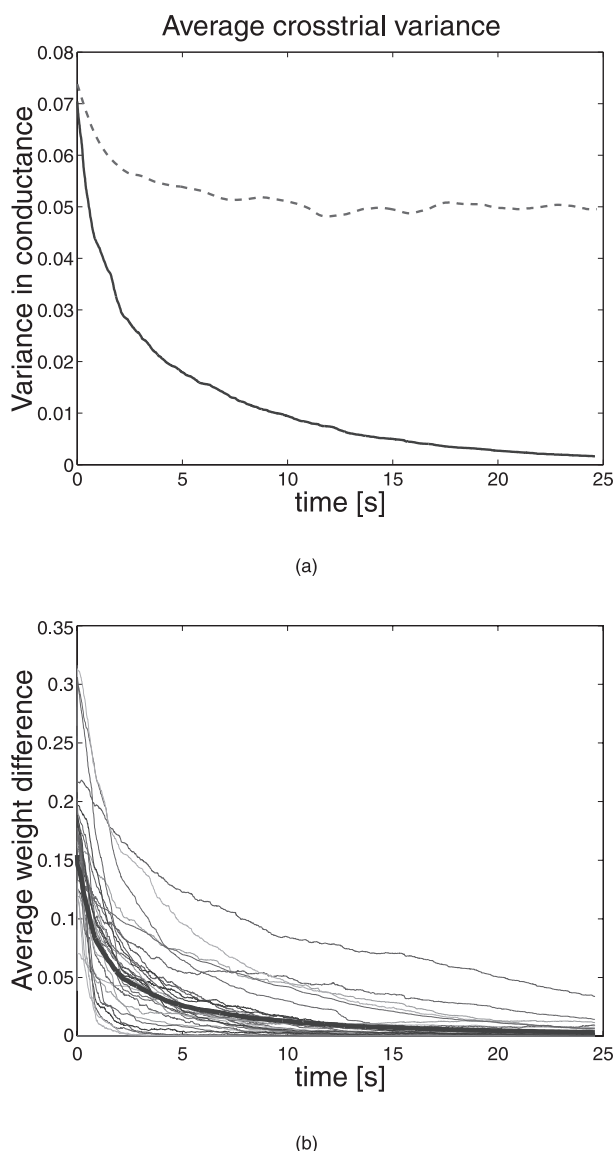 Average crosstrial variance
0.08
0.07
0.06
0.05
0.04
0.03
0.02
0.01
0
Variance in conductance
0 5 10 15 20 25
time [s]
(a)
0.35
0.3
0.25
0.2
0.15
0.1
0.05
0
Average weight difference
0 5 10 15 20 25
time [s]
(b)